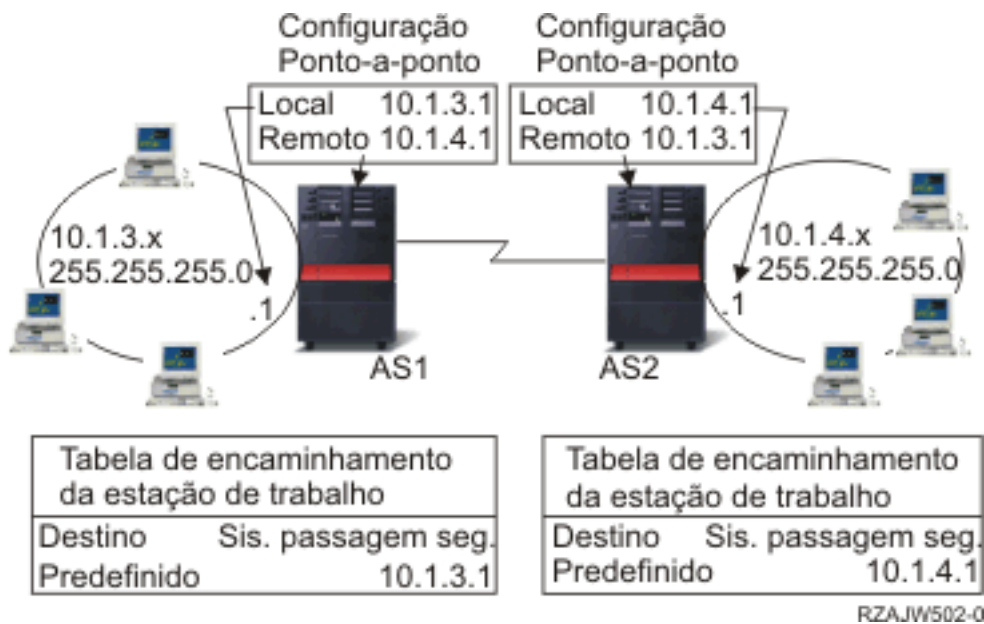 Configuração
Ponto-a-ponto
Local 10.1.3.1
Remoto 10.1.4.1
Configuração
Ponto-a-ponto
Local 10.1.4.1
Remoto 10.1.3.1
10.1.3.x
255.255.255.0
.1
AS1
10.1.4.x
255.255.255.0
.1
AS2
Tabela de encaminhamento
da estação de trabalho
Destino Sis. passagem seg.
Predefinido 10.1.3.1
Tabela de encaminhamento
da estação de trabalho
Destino Sis. passagem seg.
Predefinido 10.1.4.1
RZAJW502-0